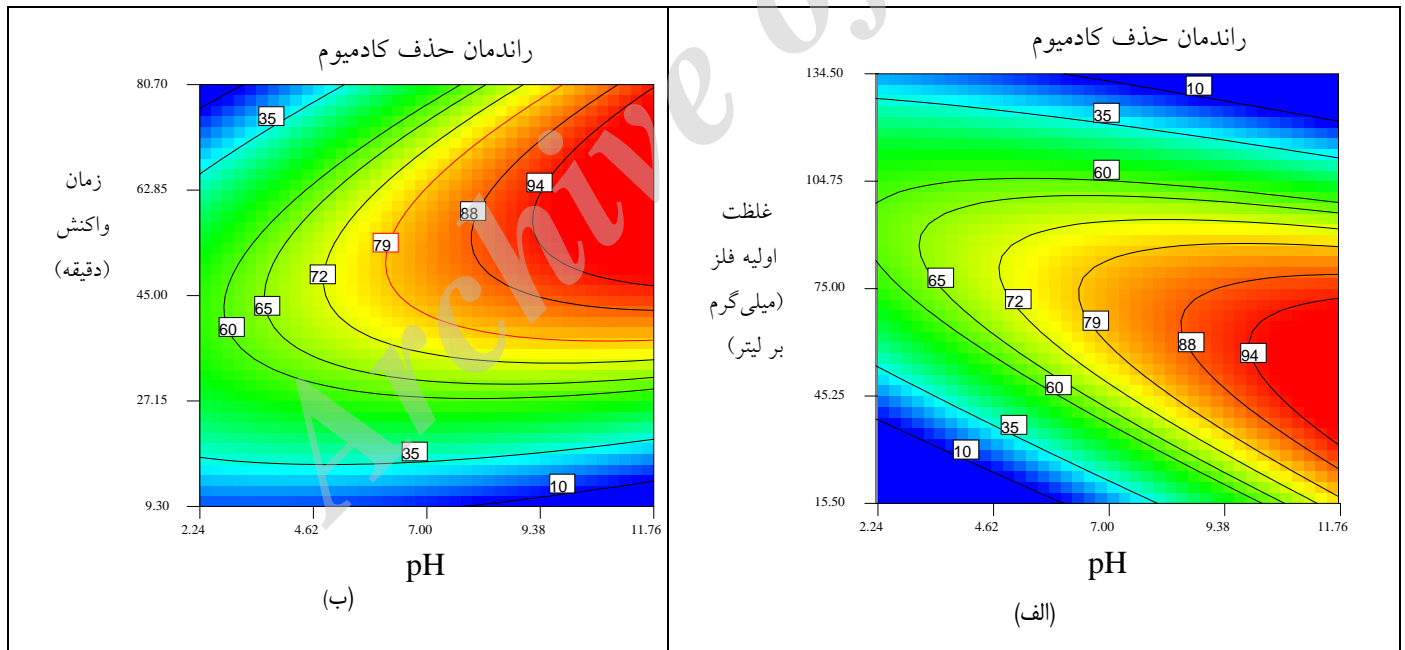 راندمان حذف کادمیوم
134.50
104.75
75.00
45.25
15.50
غلظت
اولیه فلز
(میلی‌گرم
بر لیتر)
10
35
60
65
72
79
88
94
60
35
10
2.24
4.62
7.00
9.38
11.76
pH
(الف)
راندمان حذف کادمیوم
80.70
62.85
45.00
27.15
9.30
زمان
واکنش
(دقیقه)
35
94
88
79
72
65
60
35
10
2.24
4.62
7.00
9.38
11.76
pH
(ب)
Archive of